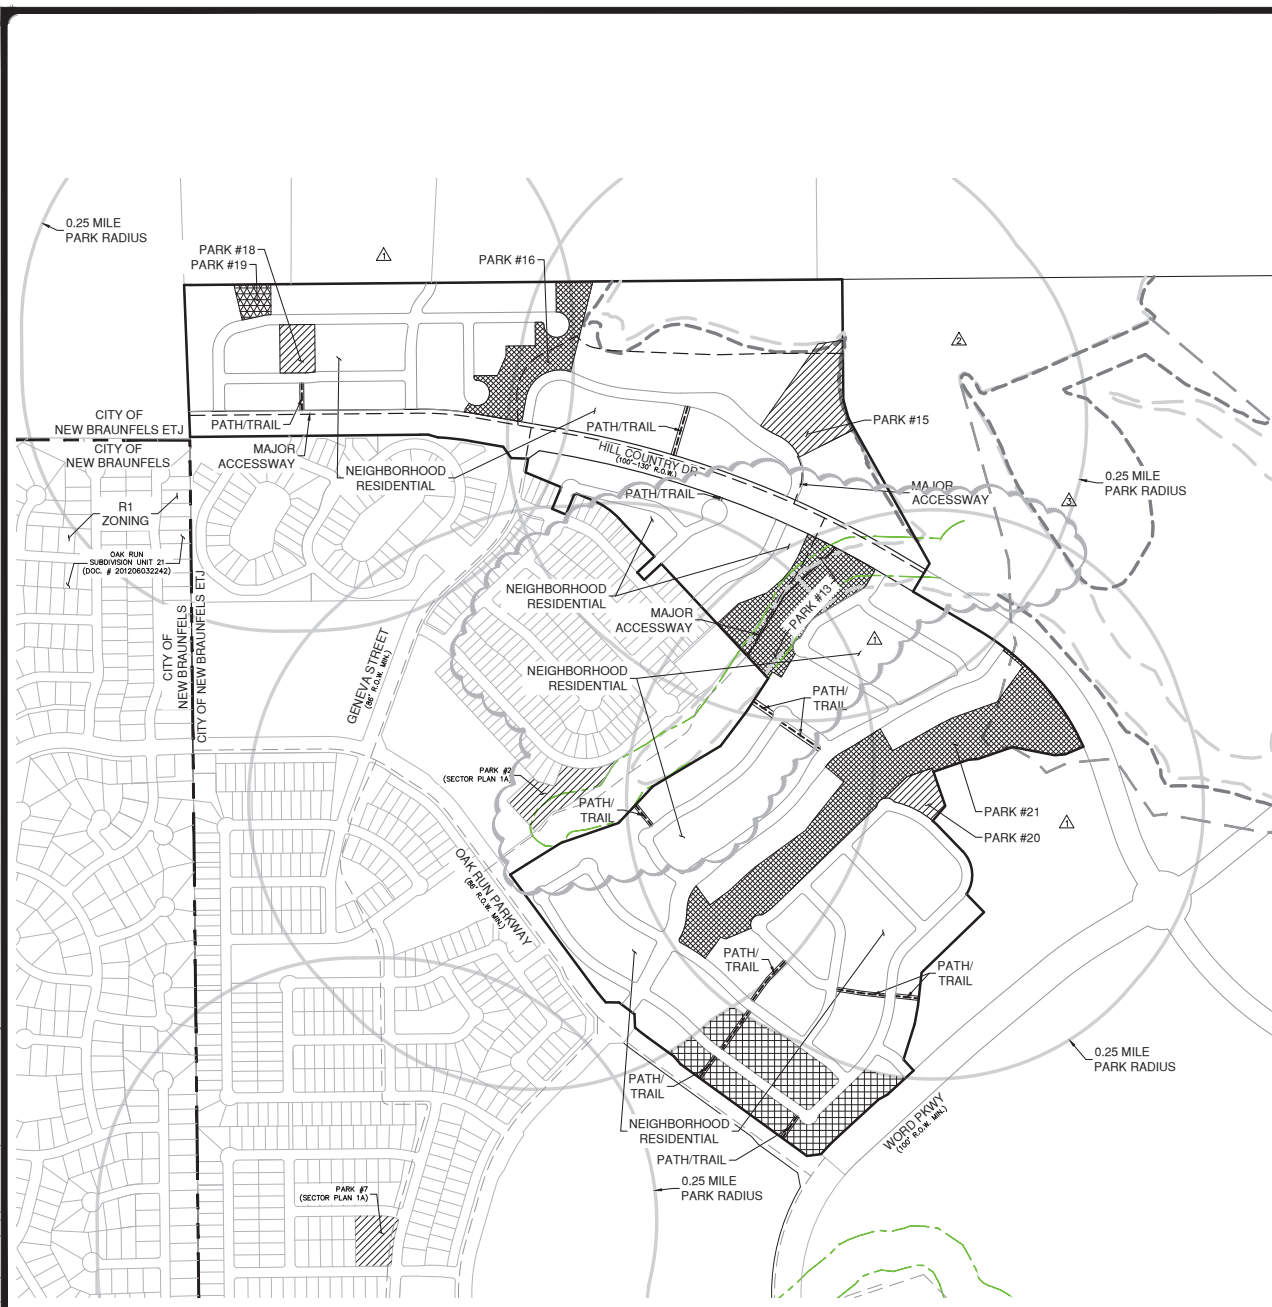 0.25 MILE
PARK RADIUS
PARK #18
PARK #19
1
PARK #16
2
CITY OF
NEW BRAUNFELS ETJ
CITY OF
NEW BRAUNFELS
PATH/TRAIL
MAJOR
ACCESSWAY
NEIGHBORHOOD
RESIDENTIAL
PATH/TRAIL
HILL COUNTRY DR
(100'-130' R.O.W.)
PARK #15
PATH/TRAIL
MAJOR
ACCESSWAY
0.25 MILE
PARK RADIUS
3
R1
ZONING
OAK RUN
SUBDIVISION UNIT 21
(DOC. # 201206032242)
CITY OF
NEW BRAUNFELS
CITY OF NEW BRAUNFELS ETJ
GENEVA STREET
(86' R.O.W. MIN.)
NEIGHBORHOOD
RESIDENTIAL
MAJOR
ACCESSWAY
PARK #13
1
NEIGHBORHOOD
RESIDENTIAL
PATH/
TRAIL
PARK #2
(SECTOR PLAN 1A)
PATH/
TRAIL
PARK #21
PARK #20
1
OAK RUN PARKWAY
(86' R.O.W. MIN.)
PATH/
TRAIL
PATH/
TRAIL
0.25 MILE
PARK RADIUS
PATH/
TRAIL
NEIGHBORHOOD
RESIDENTIAL
PATH/TRAIL
WORD PKWY
(100' R.O.W. MIN.)
0.25 MILE
PARK RADIUS
PARK #7
(SECTOR PLAN 1A)